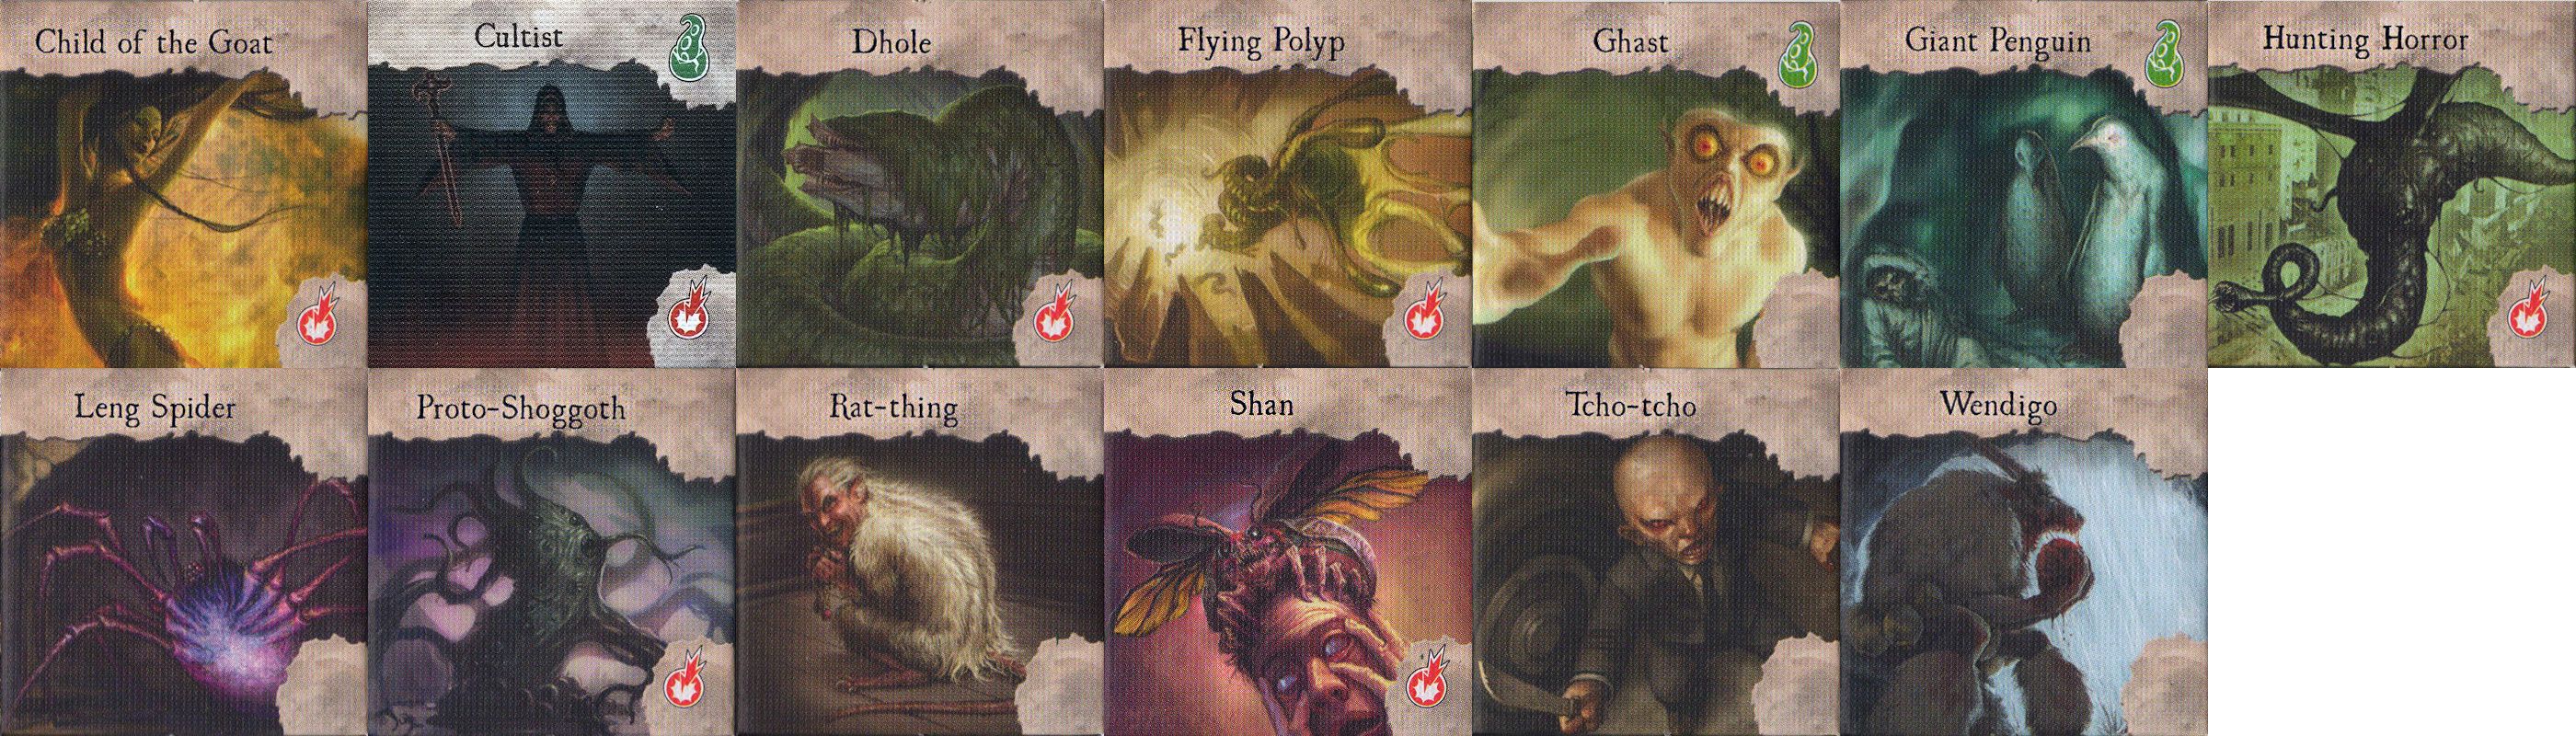 Child of the Goat
Cultist
Dhole
Flying Polyp
Ghast
Giant Penguin
Hunting Horror
Leng Spider
Proto-Shoggoth
Rat-thing
Shan
Tcho-tcho
Wendigo